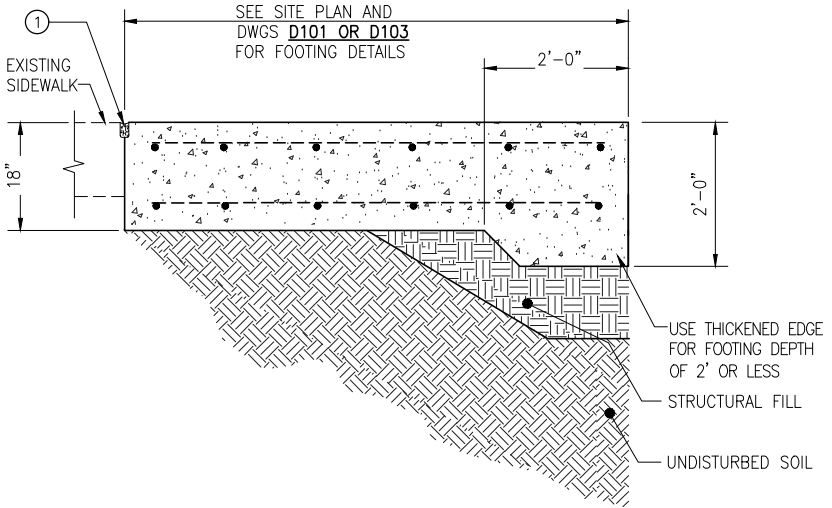 1
SEE SITE PLAN AND
DWGS D101 OR D103
FOR FOOTING DETAILS
2'-0"
EXISTING
SIDEWALK
18"
2'-0"
USE THICKENED EDGE
FOR FOOTING DEPTH
OF 2' OR LESS
STRUCTURAL FILL
UNDISTURBED SOIL